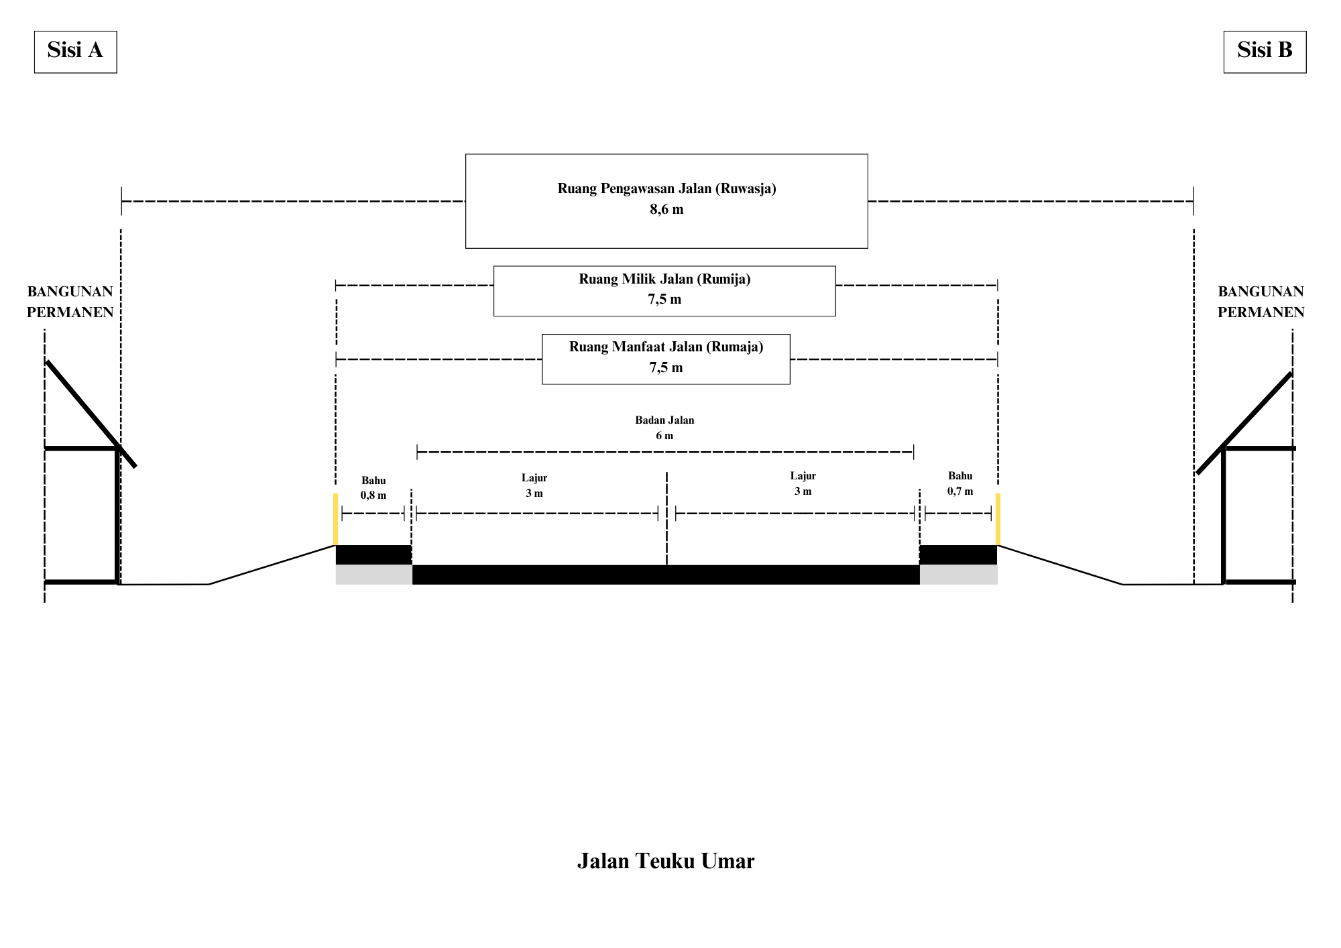 Sisi A
Sisi B
Ruang Pengawasan Jalan (Ruwasja)
8,6 m
Ruang Milik Jalan (Rumija)
7,5 m
BANGUNAN
PERMANEN
BANGUNAN
PERMANEN
Ruang Manfaat Jalan (Rumaja)
7,5 m
Badan Jalan
6 m
Bahu
0,8 m
Lajur
3 m
Lajur
3 m
Bahu
0,7 m
Jalan Teuku Umar